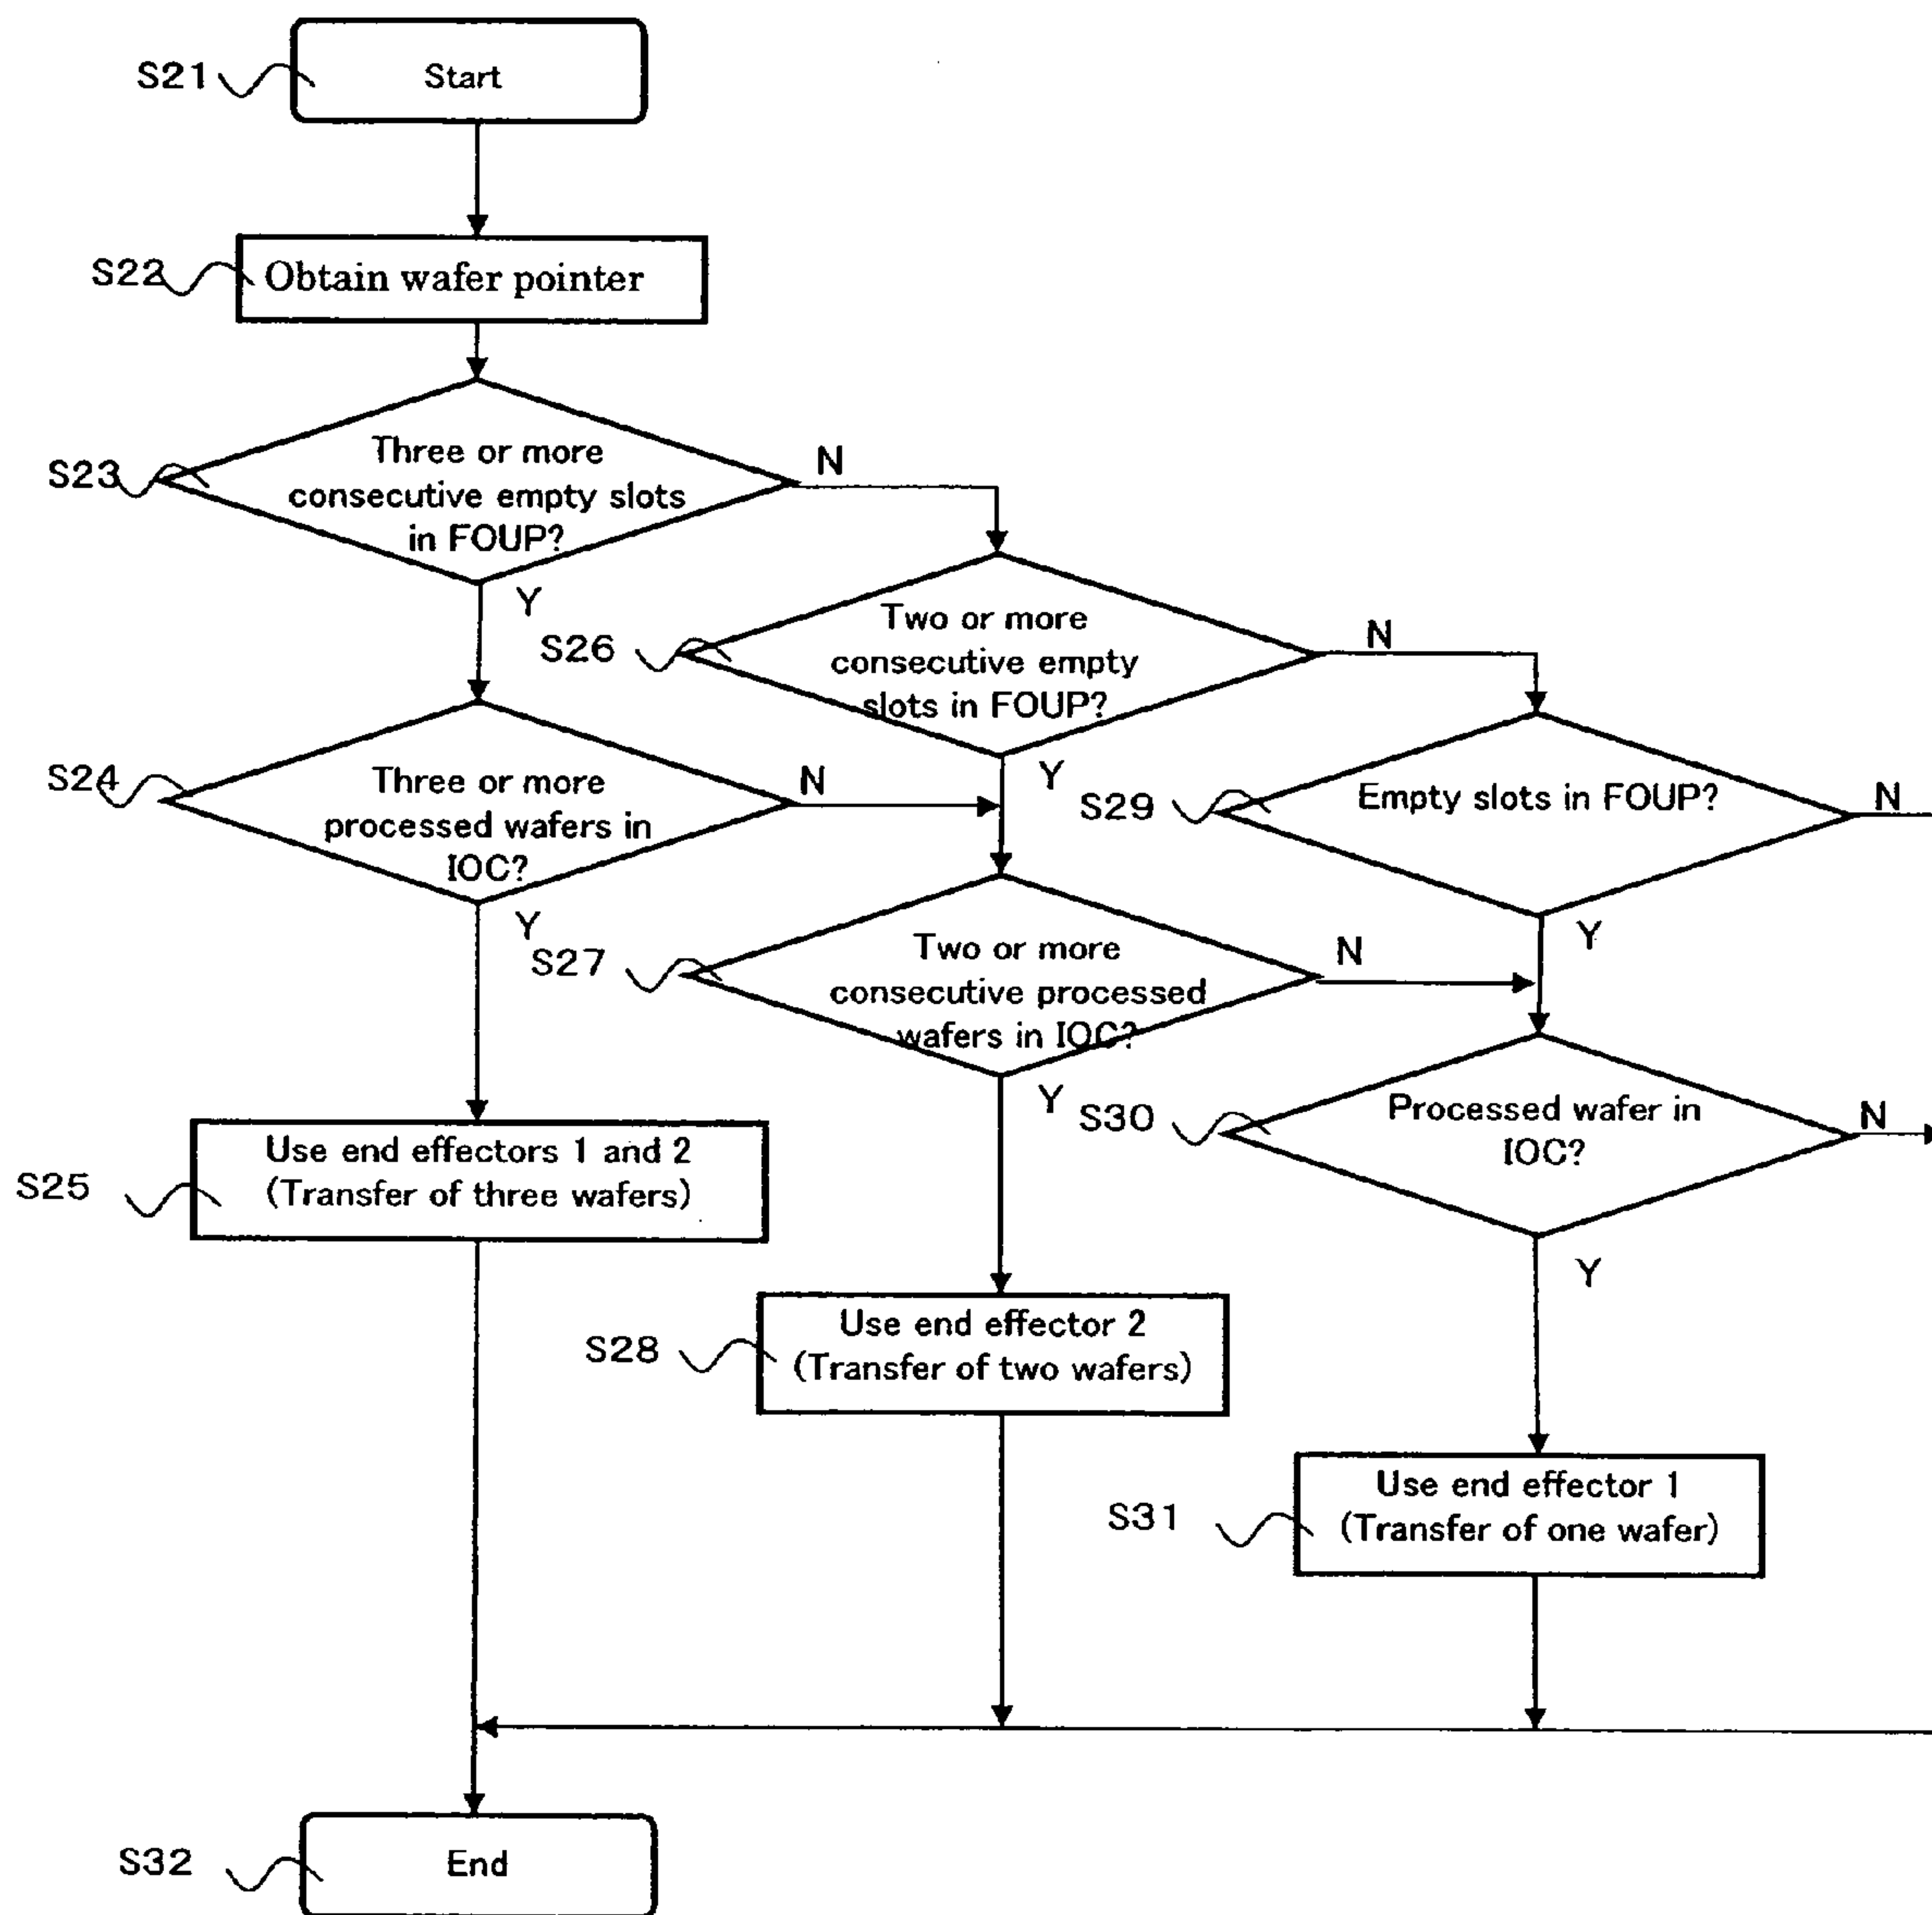 S21
Start
S22
Obtain wafer pointer
S23
Three or more
consecutive empty slots
in FOUP?
N
Y
S26
Two or more
consecutive empty
slots in FOUP?
N
Y
S24
Three or more
processed wafers in
IOC?
N
Y
S29
Empty slots in FOUP?
N
Y
S27
Two or more
consecutive processed
wafers in IOC?
N
Y
S30
Processed wafer in
IOC?
N
Y
S25
Use end effectors 1 and 2
(Transfer of three wafers)
S28
Use end effector 2
(Transfer of two wafers)
S31
Use end effector 1
(Transfer of one wafer)
S32
End